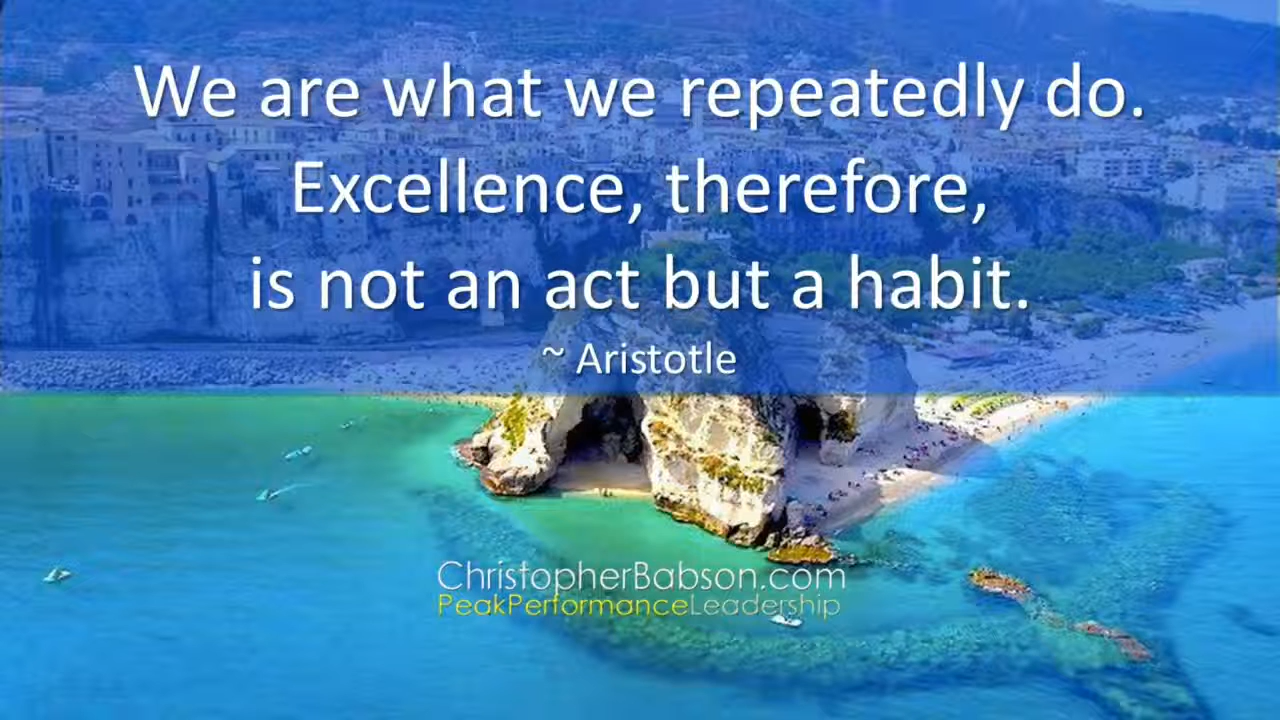 We are what we repeatedly do.
Excellence, therefore,
is not an act but a habit.
~ Aristotle
ChristopherBabson.com
PeakPerformanceLeadership